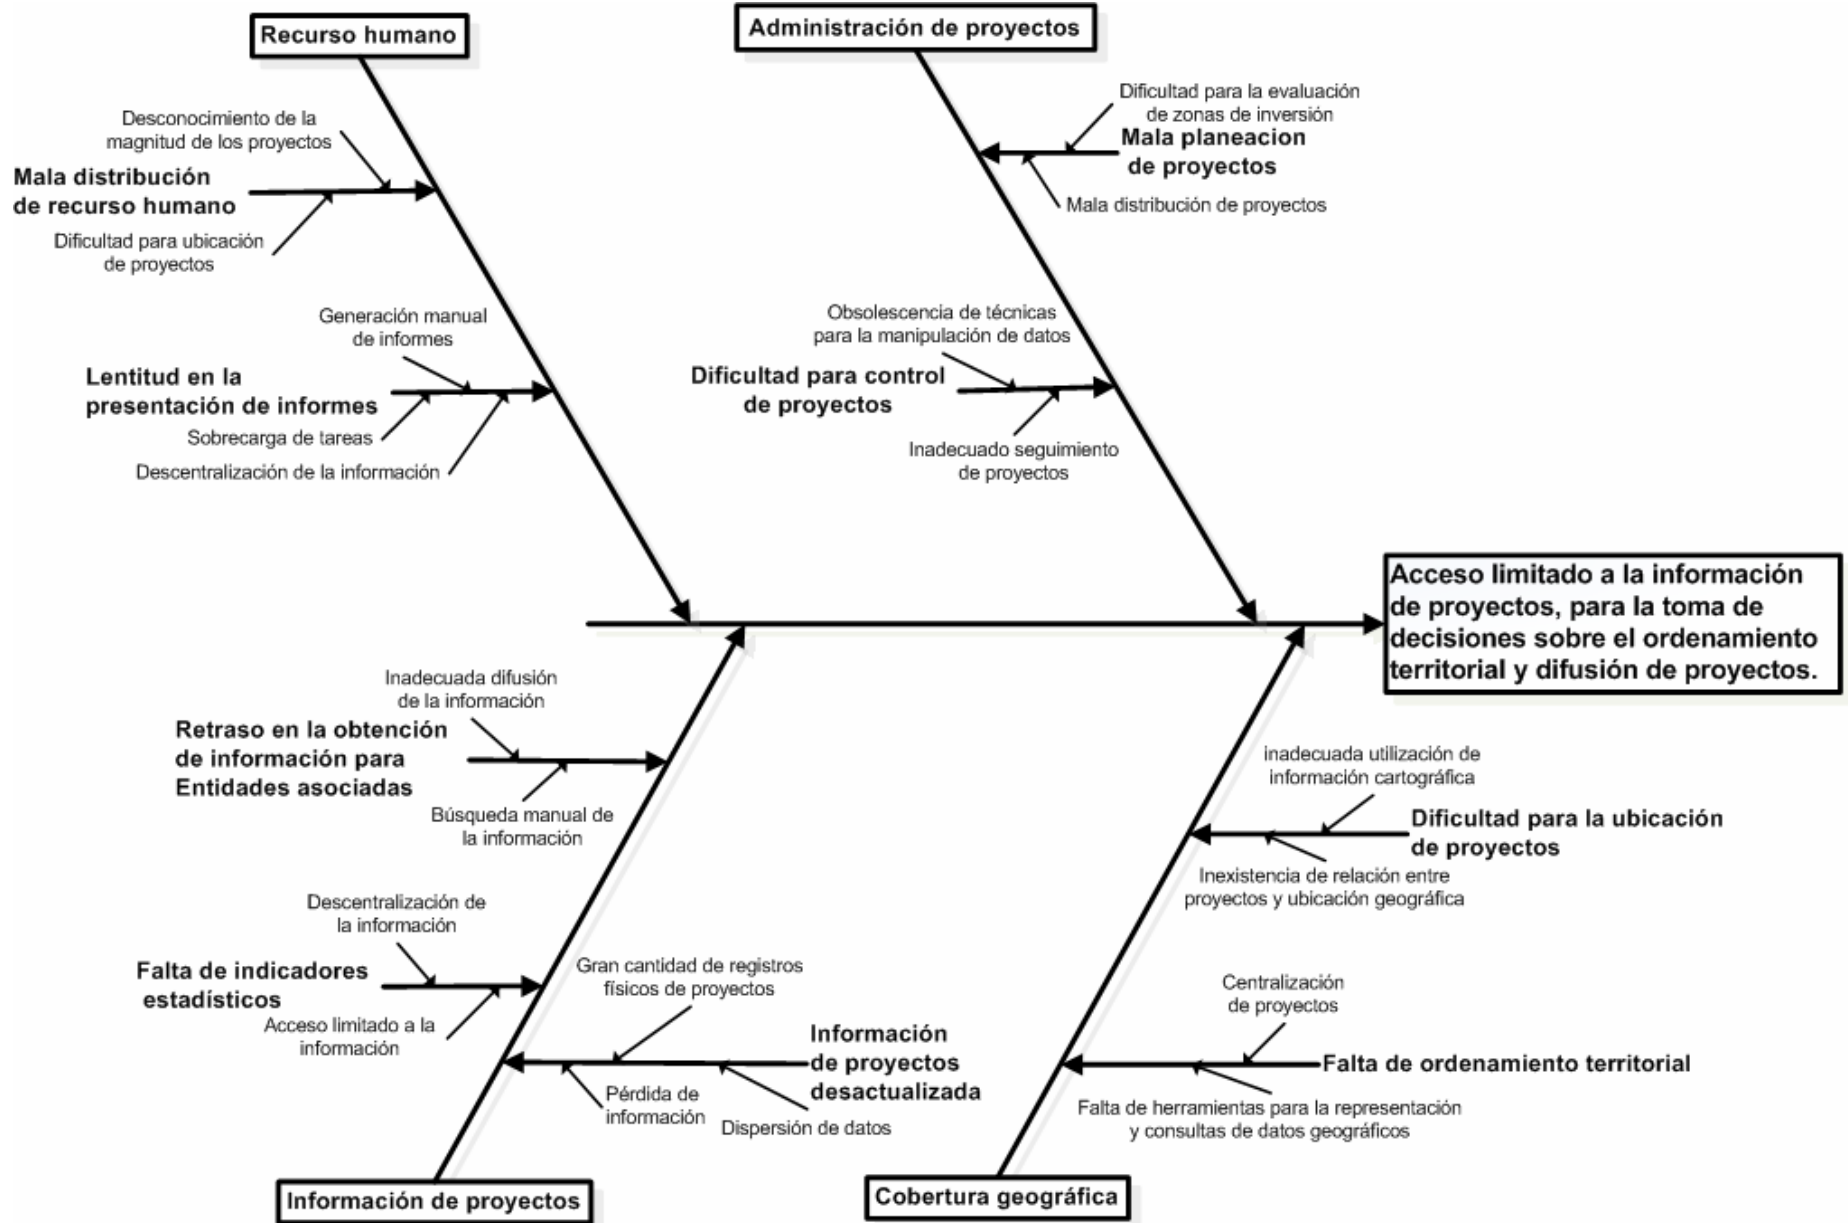 Recurso humano
Administración de proyectos
Desconocimiento de la
magnitud de los proyectos
Mala distribución
de recurso humano
Dificultad para ubicación
de proyectos
Generación manual
de informes
Lentitud en la
presentación de informes
Sobrecarga de tareas
Descentralización de la información
Dificultad para la evaluación
de zonas de inversión
Mala planeacion
de proyectos
Mala distribución de proyectos
Obsolescencia de técnicas
para la manipulación de datos
Dificultad para control
de proyectos
Inadecuado seguimiento
de proyectos
Acceso limitado a la información
de proyectos, para la toma de
decisiones sobre el ordenamiento
territorial y difusión de proyectos.
Inadecuada difusión
de la información
Retraso en la obtención
de información para
Entidades asociadas
Búsqueda manual de
la información
Descentralización de
la información
Falta de indicadores
estadísticos
Acceso limitado a la
información
Gran cantidad de registros
físicos de proyectos
Información
de proyectos
desactualizada
Pérdida de
información
Dispersión de datos
inadecuada utilización de
información cartográfica
Dificultad para la ubicación
de proyectos
Inexistencia de relación entre
proyectos y ubicación geográfica
Centralización
de proyectos
Falta de ordenamiento territorial
Falta de herramientas para la representación
y consultas de datos geográficos
Información de proyectos
Cobertura geográfica